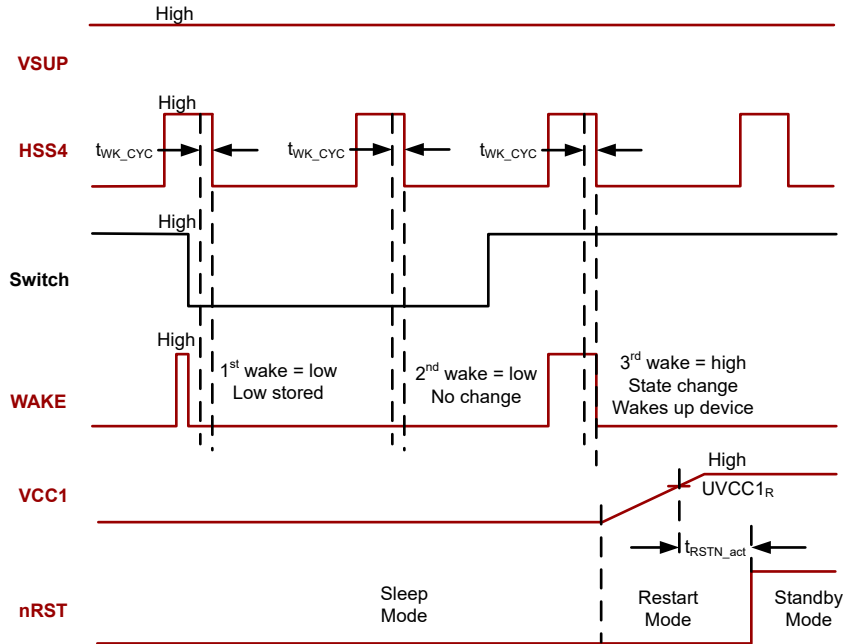 High
VSUP
High
HSS4
tWK_CYC
tWK_CYC
tWK_CYC
High
Switch
High
WAKE
1st wake = low
Low stored
2nd wake = low
No change
3rd wake = high
State change
Wakes up device
High
VCC1
UVCC1R
tRSTN_act
nRST
Sleep
Mode
Restart
Mode
Standby
Mode